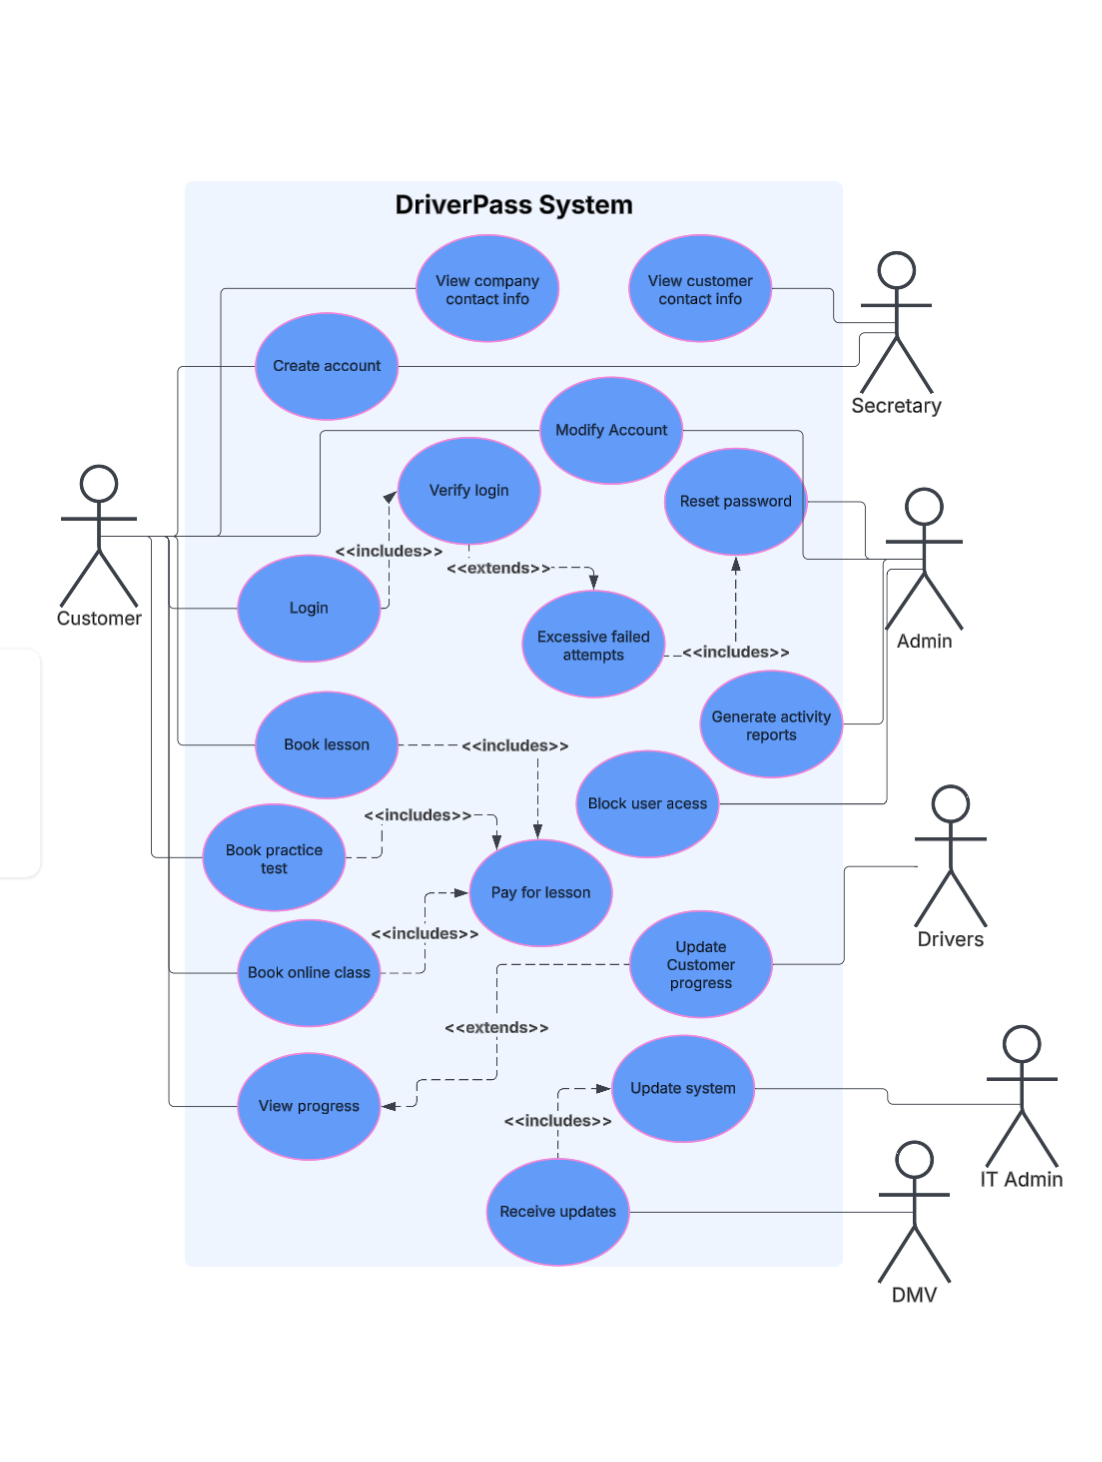 DriverPass System
View company
contact info
View customer
contact info
Create account
Secretary
Modify Account
Verify login
Reset password
<<includes>>
<<extends>>
Customer
Login
Excessive failed
attempts
<<includes>>
Admin
Generate activity
reports
Book lesson
<<includes>>
Block user acess
<<includes>>
Book practice
test
Pay for lesson
<<includes>>
Drivers
Update
Customer
progress
Book online class
<<extends>>
Update system
View progress
<<includes>>
IT Admin
Receive updates
DMV